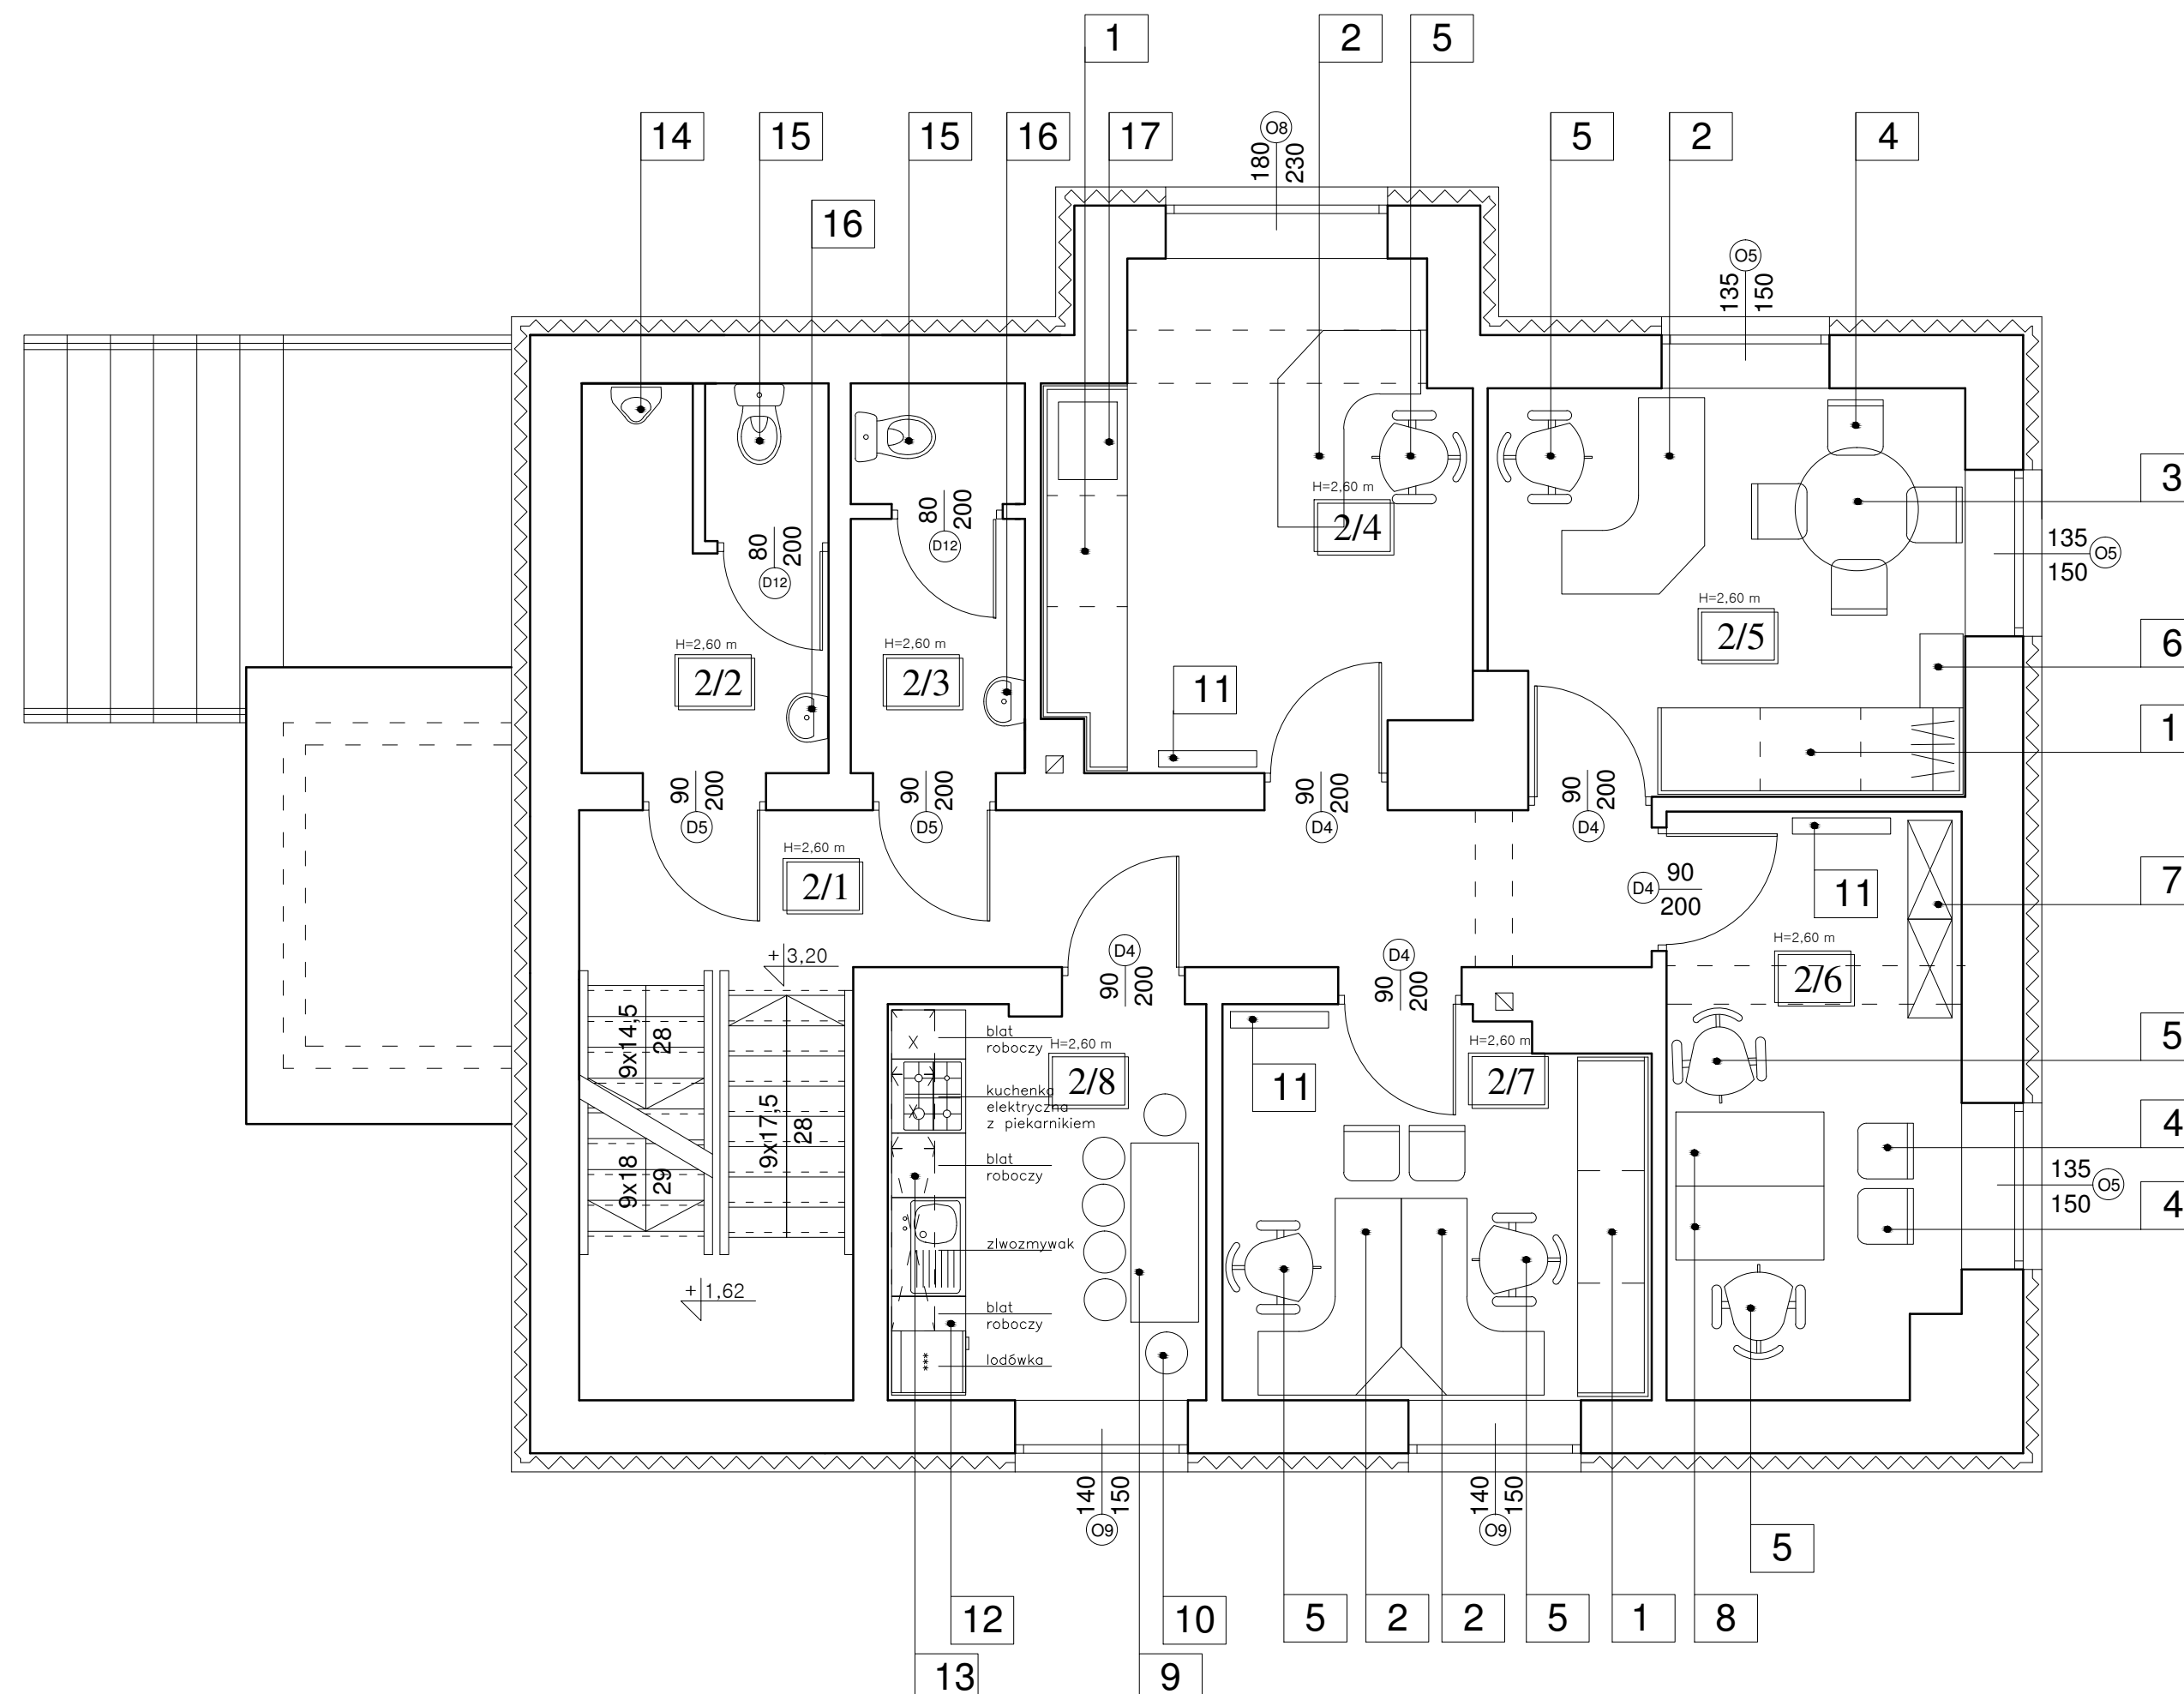 1
2
5
14
15
15
16
17
5
2
4
O8
180
230
16
O5
135
150
3
80
200
D12
80
200
D12
H=2,60 m
2/4
135
150
O5
H=2,60 m
2/5
6
H=2,60 m
2/2
H=2,60 m
2/3
11
1
90
200
D5
90
200
D5
90
200
D4
90
200
D4
H=2,60 m
2/1
D4
90
200
11
7
+3,20
D4
90
200
D4
90
200
H=2,60 m
2/6
9x14,5
28
9x17,5
28
9x18
29
+1,62
blat
roboczy
X
H=2,60 m
2/8
kuchenka
elektryczna
z piekarnikiem
X
blat
roboczy
zlwozmywak
blat
roboczy
lodówka
***
11
H=2,60 m
2/7
5
4
135
150
O5
4
140
150
O9
140
150
O9
5
12
10
5
2
2
5
1
8
13
9